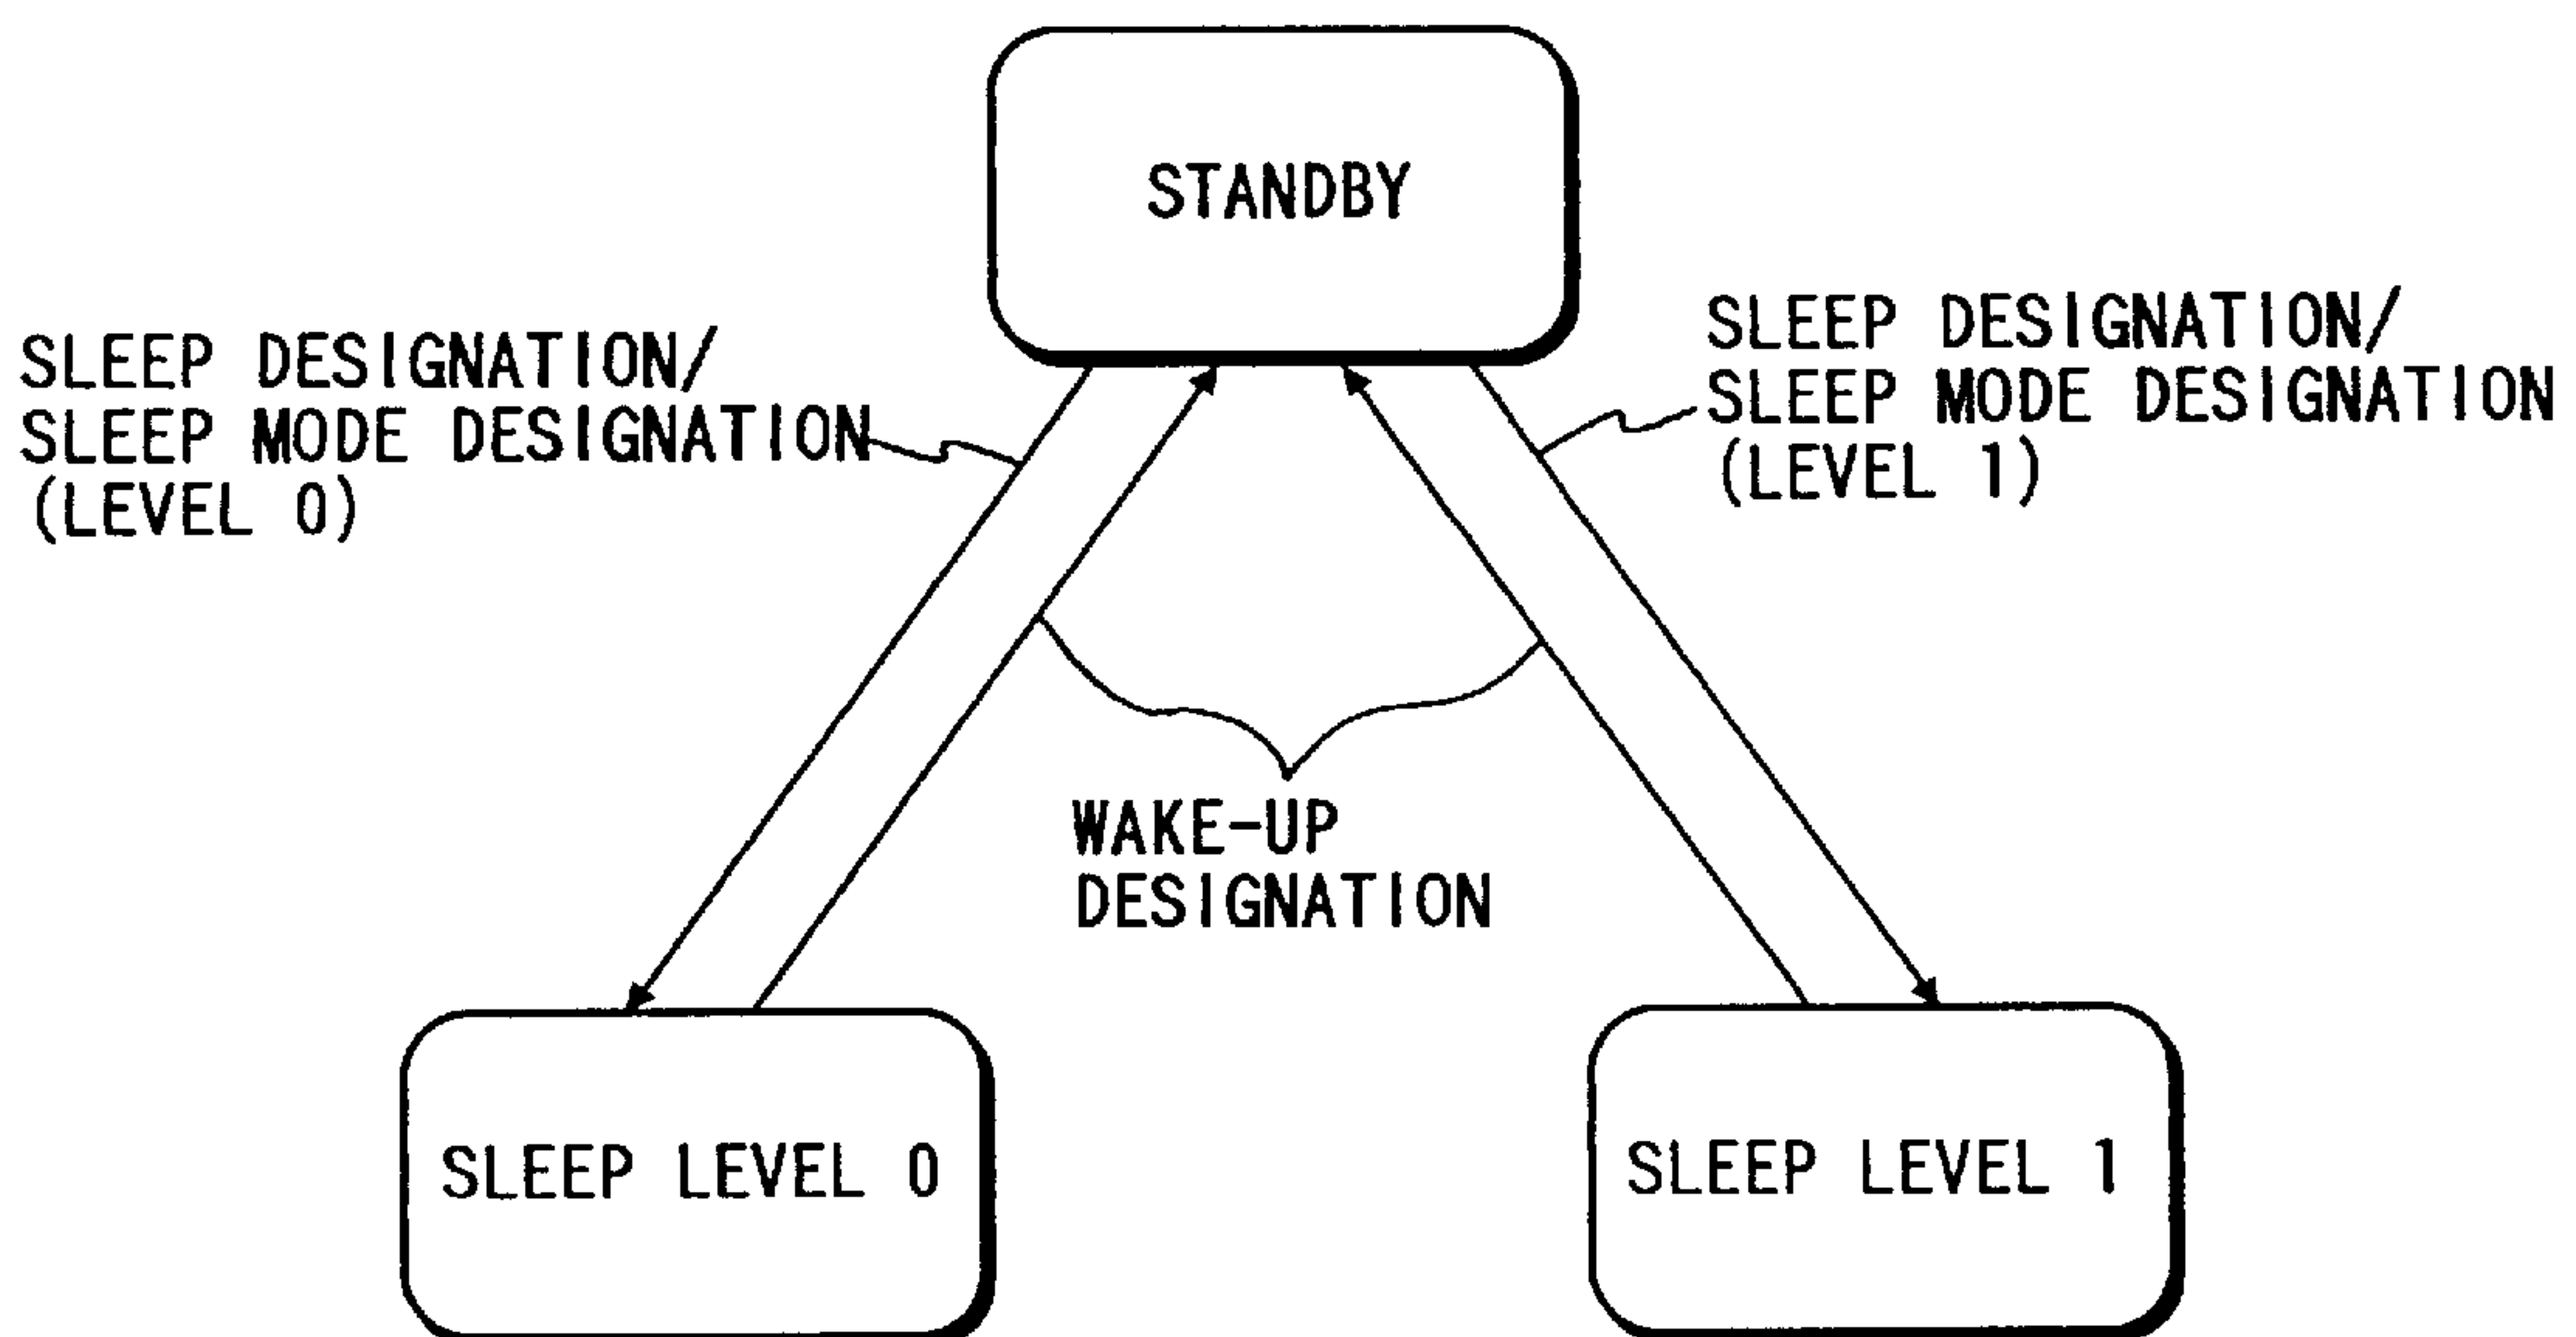 STANDBY
SLEEP DESIGNATION/
SLEEP MODE DESIGNATION
(LEVEL 0)
SLEEP DESIGNATION/
SLEEP MODE DESIGNATION
(LEVEL 1)
WAKE-UP
DESIGNATION
SLEEP LEVEL 0
SLEEP LEVEL 1